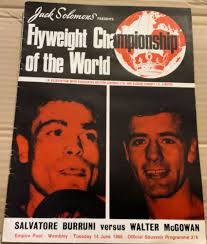 Jack Solomons PRESENTS
Flyweight Championship
of the World
SALVATORE BURRUNI versus WALTER McGOWAN
Empire Pool - Wembley - Tuesday 14 June 1966 Official Souvenir Programme 2/6